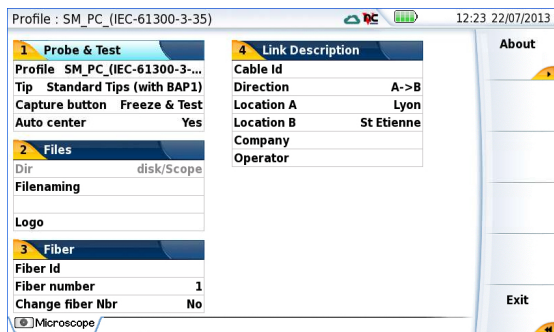 Profile : SM_PC_(IEC-61300-3-35)
12:23 22/07/2013
1 Probe & Test
Profile SM_PC_(IEC-61300-3-...
Tip Standard Tips (with BAP1)
Capture button Freeze & Test
Auto center Yes
2 Files
Dir disk/Scope
Filenaming
Logo
3 Fiber
Fiber Id
Fiber number 1
Change fiber Nbr No
4 Link Description
Cable Id
Direction A->B
Location A Lyon
Location B St Etienne
Company
Operator
About
Exit
Microscope